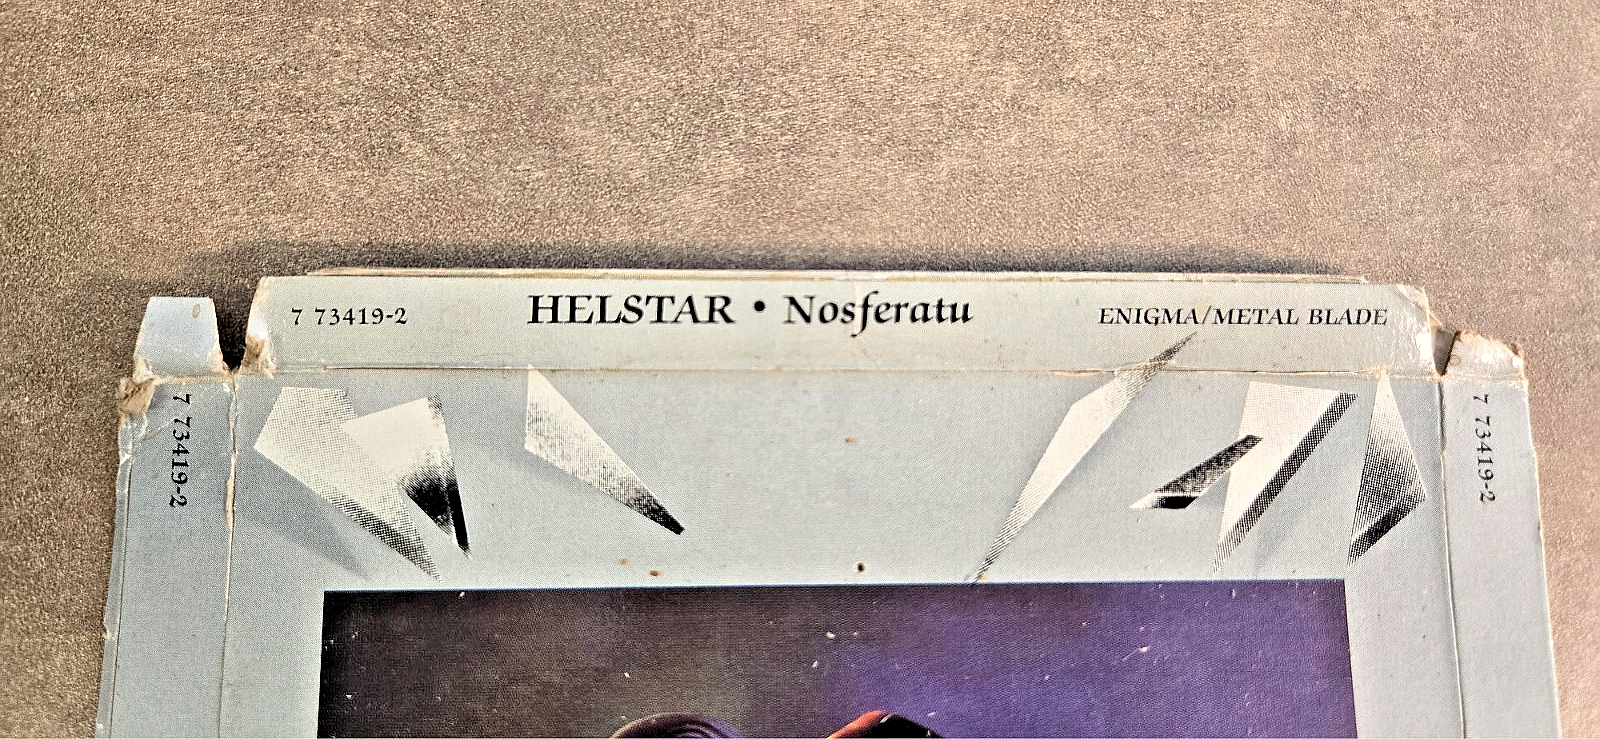 7 73419-2 HELSTAR • Nosferatu ENIGMA/METAL BLADE
7 73419-2
7 73419-2